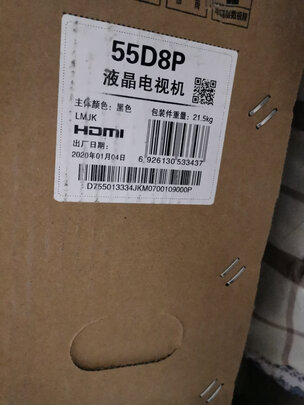 55D8P
液晶电视机
主体颜色：黑色
包装件重量：21.5kg
LMJK
HDMI
出厂日期：
2020年01月04日
6 926130 533437
D755013334JKM0700109000P